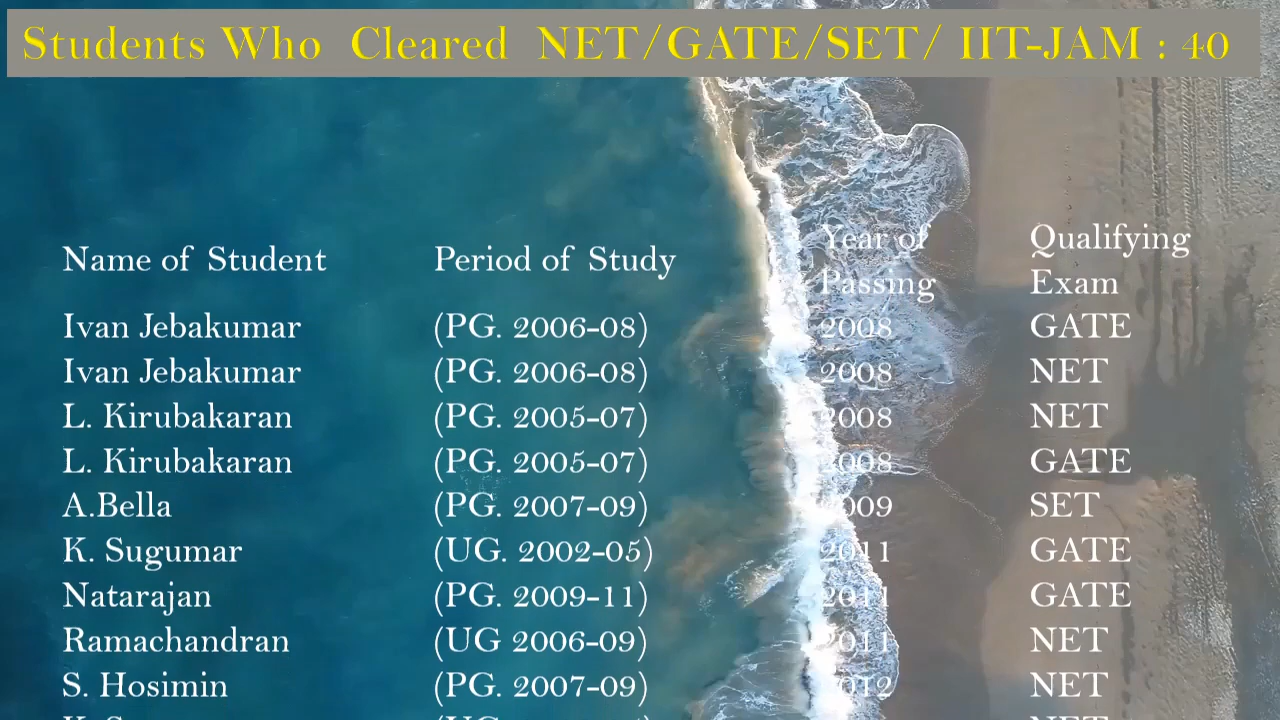 Students Who Cleared NET/GATE/SET/ IIT-JAM : 40
Name of Student Period of Study Year of Passing Qualifying Exam
Ivan Jebakumar (PG. 2006-08) 2008 GATE
Ivan Jebakumar (PG. 2006-08) 2008 NET
L. Kirubakaran (PG. 2005-07) 2008 NET
L. Kirubakaran (PG. 2005-07) 2008 GATE
A.Bella (PG. 2007-09) 2009 SET
K. Sugumar (UG. 2002-05) 2011 GATE
Natarajan (PG. 2009-11) 2011 GATE
Ramachandran (UG 2006-09) 2011 NET
S. Hosimin (PG. 2007-09) 2012 NET